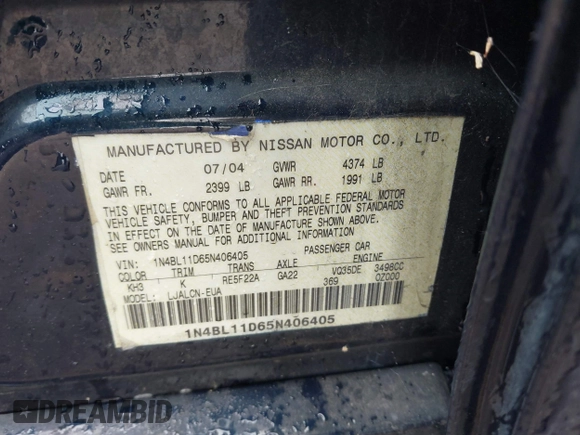 MANUFACTURED BY NISSAN MOTOR CO., LTD.
DATE 07/04 GVWR 4374 LB
GAWR FR. 2399 LB GAWR RR. 1991 LB
THIS VEHICLE CONFORMS TO ALL APPLICABLE FEDERAL MOTOR
VEHICLE SAFETY, BUMPER AND THEFT PREVENTION STANDARDS
IN EFFECT ON THE DATE OF MANUFACTURE SHOWN ABOVE.
SEE OWNERS MANUAL FOR ADDITIONAL INFORMATION
VIN: 1N4BL11D65N406405 PASSENGER CAR
COLOR TRIM TRANS AXLE ENGINE
KH3 K RE5F22A GA22 VQ35DE 3498CC
MODEL: LJALCN-EUA 369 0Z000
1N4BL11D65N406405
DREAMBID